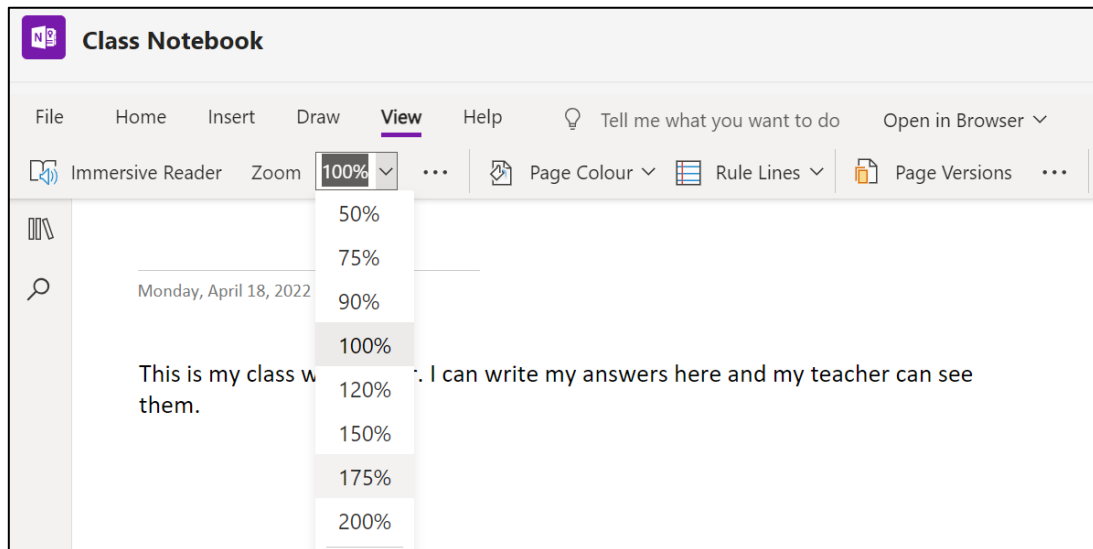 Class Notebook
File Home Insert Draw View Help Tell me what you want to do Open in Browser
Immersive Reader Zoom 100% ... Page Colour Rule Lines Page Versions ...
50%
75%
Monday, April 18, 2022
90%
100%
This is my class w r. I can write my answers here and my teacher can see
them.
120%
150%
175%
200%